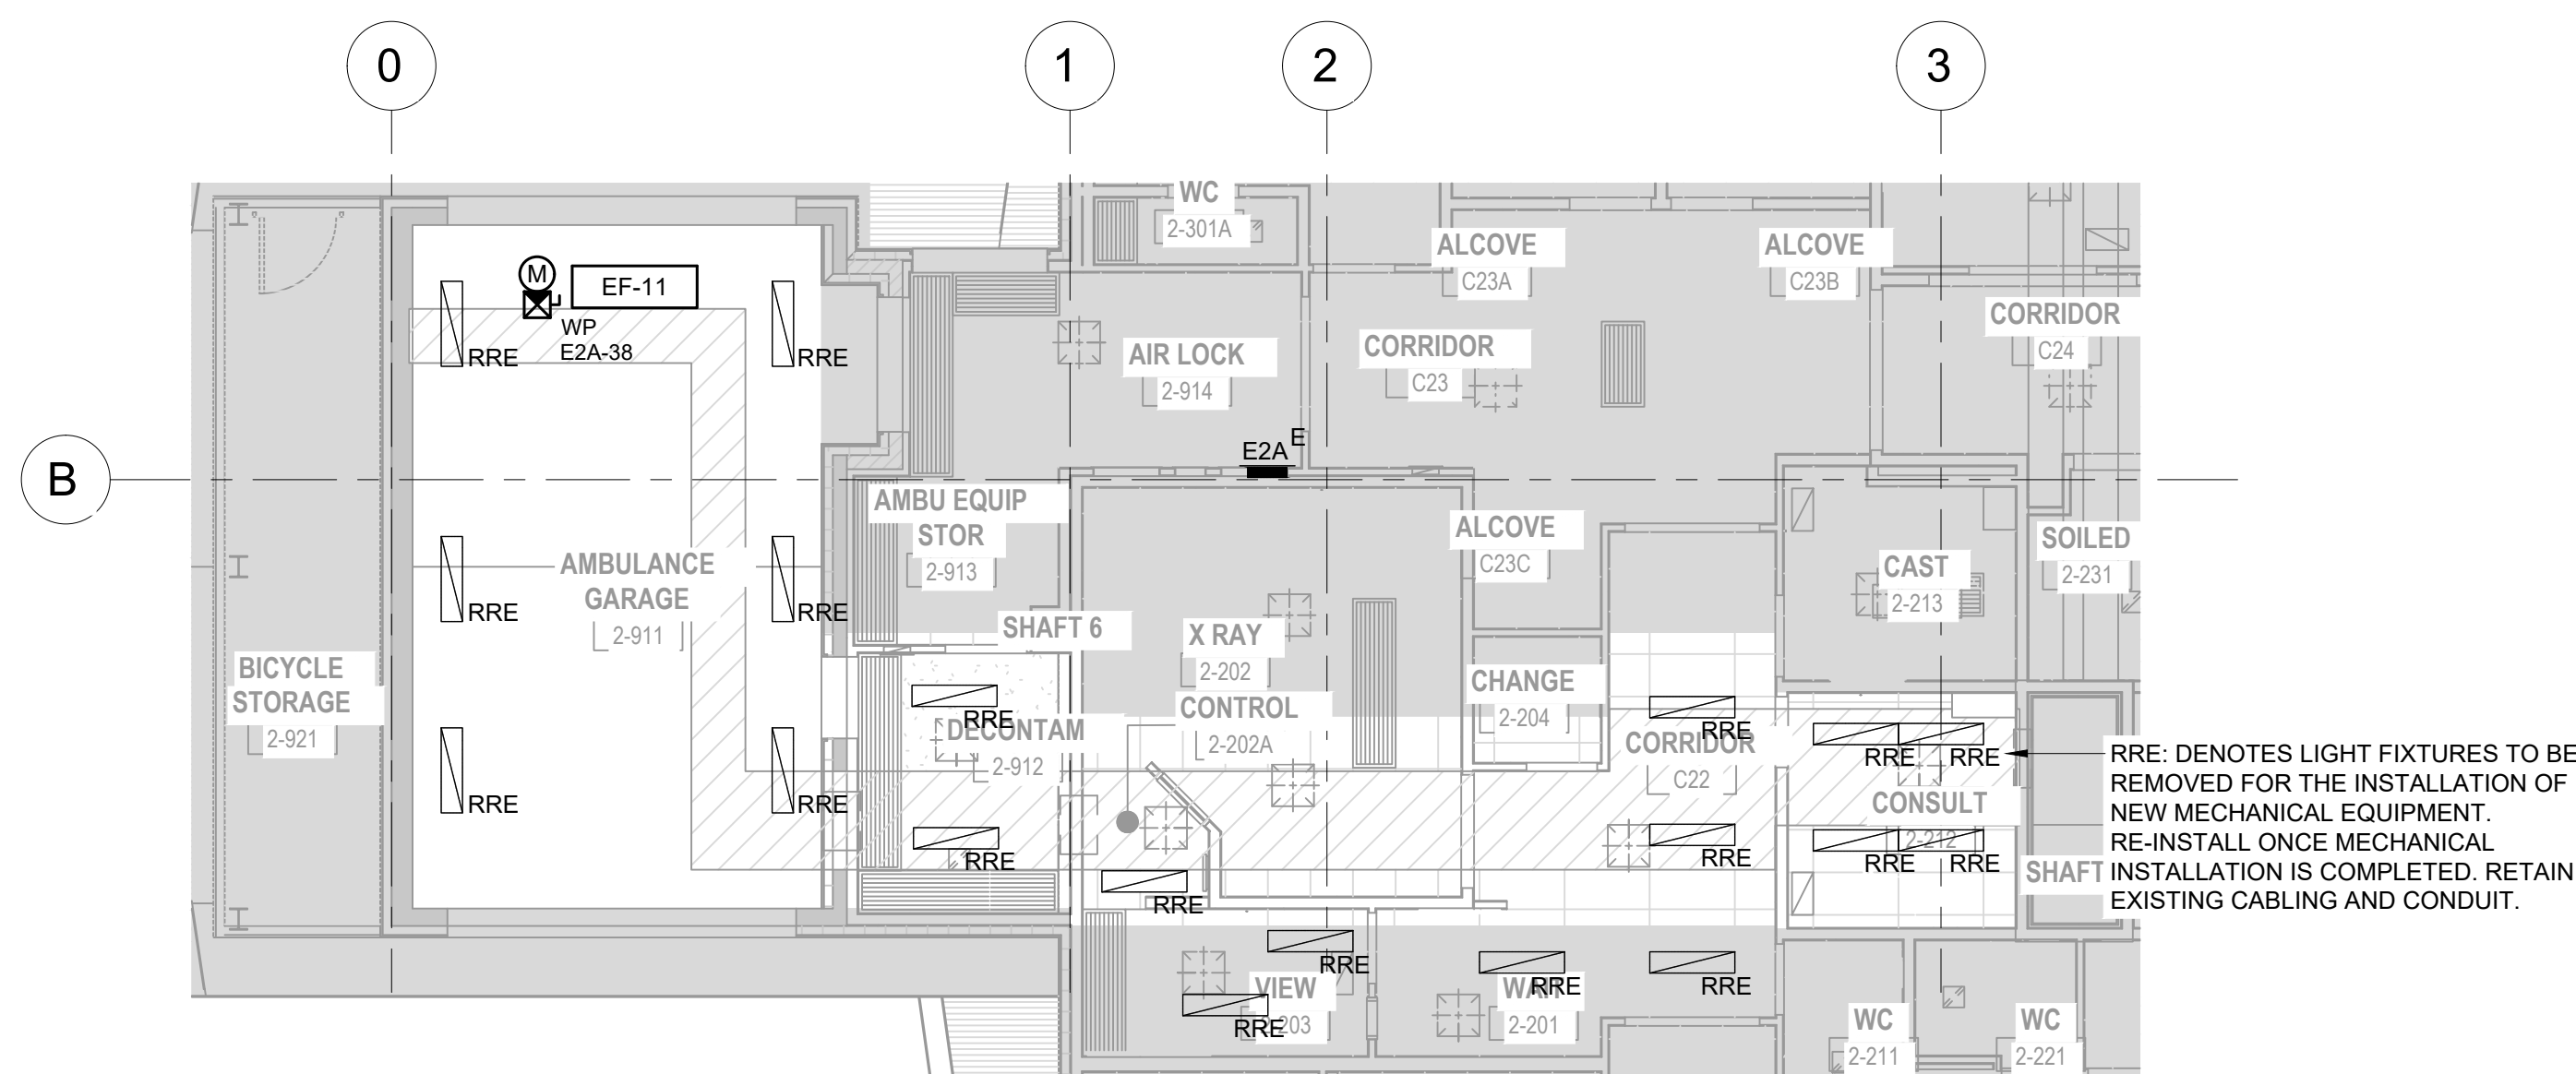 0
1
2
3
B
WC
2-301A
ALCOVE
C23A
ALCOVE
C23B
M
EF-11
WP
E2A-38
RRE
RRE
AIR LOCK
2-914
CORRIDOR
C23
CORRIDOR
C24
E2A
E
AMBU EQUIP
STOR
2-913
ALCOVE
C23C
SOILED
2-231
CAST
2-213
AMBULANCE
GARAGE
2-911
RRE
RRE
SHAFT 6
X RAY
2-202
BICYCLE
STORAGE
2-921
CHANGE
2-204
CONTROL
2-202A
RRE
DECONTAM
2-912
RRE
CORRIDOR
C22
RRE
RRE
CONSULT
2-212
RRE
RRE
RRE
RRE
RRE
RRE
RRE
SHAFT
RRE: DENOTES LIGHT FIXTURES TO BE
REMOVED FOR THE INSTALLATION OF
NEW MECHANICAL EQUIPMENT.
RE-INSTALL ONCE MECHANICAL
INSTALLATION IS COMPLETED. RETAIN
EXISTING CABLING AND CONDUIT.
RRE
RRE
VIEW
RRE
2-203
WAIT
RRE
2-201
RRE
WC
2-211
WC
2-221